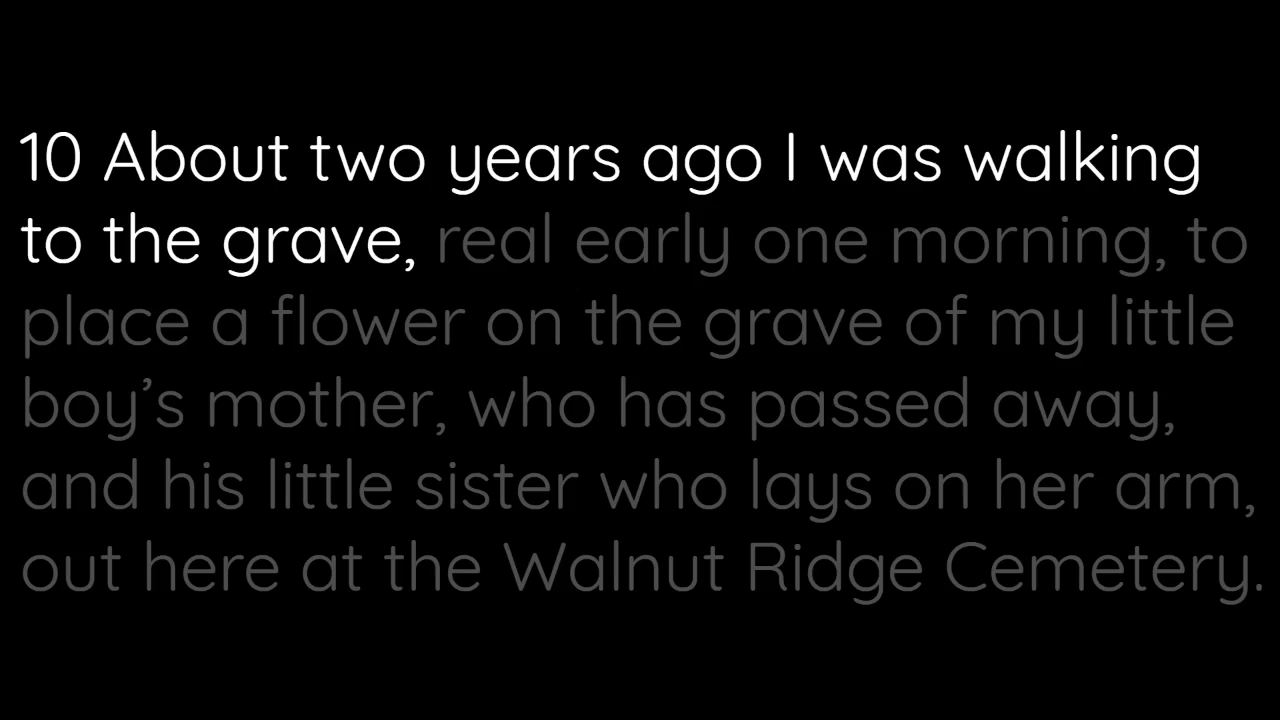 10 About two years ago I was walking
to the grave, real early one morning, to
place a flower on the grave of my little
boy’s mother, who has passed away,
and his little sister who lays on her arm,
out here at the Walnut Ridge Cemetery.